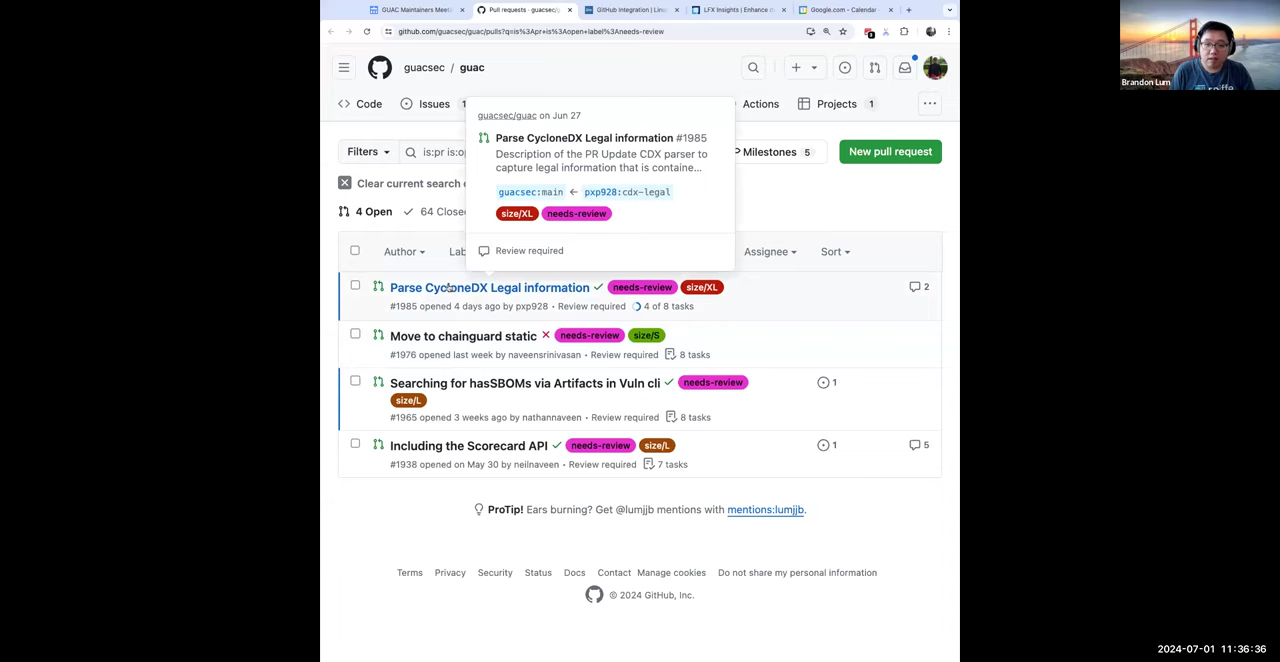 GUAC Maintainers Meeti
Pull requests · guacsec/g
GitHub Integration | Linu
LFX Insights | Enhance m
Google.com - Calendar -
github.com/guacsec/guac/pulls?q=is%3Apr+is%3Aopen+label%3Aneeds-review
guacsec / guac
Code
Issues 1
Actions
Projects 1
guacsec/guac on Jun 27
Parse CycloneDX Legal information #1985
Description of the PR Update CDX parser to
capture legal information that is containe...
guacsec:main ← pxp928:cdx-legal
size/XL needs-review
Review required
Filters
is:pr is:op
Milestones 5
New pull request
Clear current search
4 Open
64 Closed
Author
Lab
Assignee
Sort
Parse CycloneDX Legal information needs-review size/XL 2
#1985 opened 4 days ago by pxp928 • Review required 4 of 8 tasks
Move to chainguard static needs-review size/S
#1976 opened last week by naveensrinivasan • Review required 8 tasks
Searching for hasSBOMs via Artifacts in Vuln cli needs-review 1
size/L
#1965 opened 3 weeks ago by nathannaveen • Review required 8 tasks
Including the Scorecard API needs-review size/L 1 5
#1938 opened on May 30 by neilnaveen • Review required 7 tasks
ProTip! Ears burning? Get @lumjjb mentions with mentions:lumjjb.
Terms Privacy Security Status Docs Contact Manage cookies Do not share my personal information
© 2024 GitHub, Inc.
Brandon Lum
2024-07-01 11:36:36